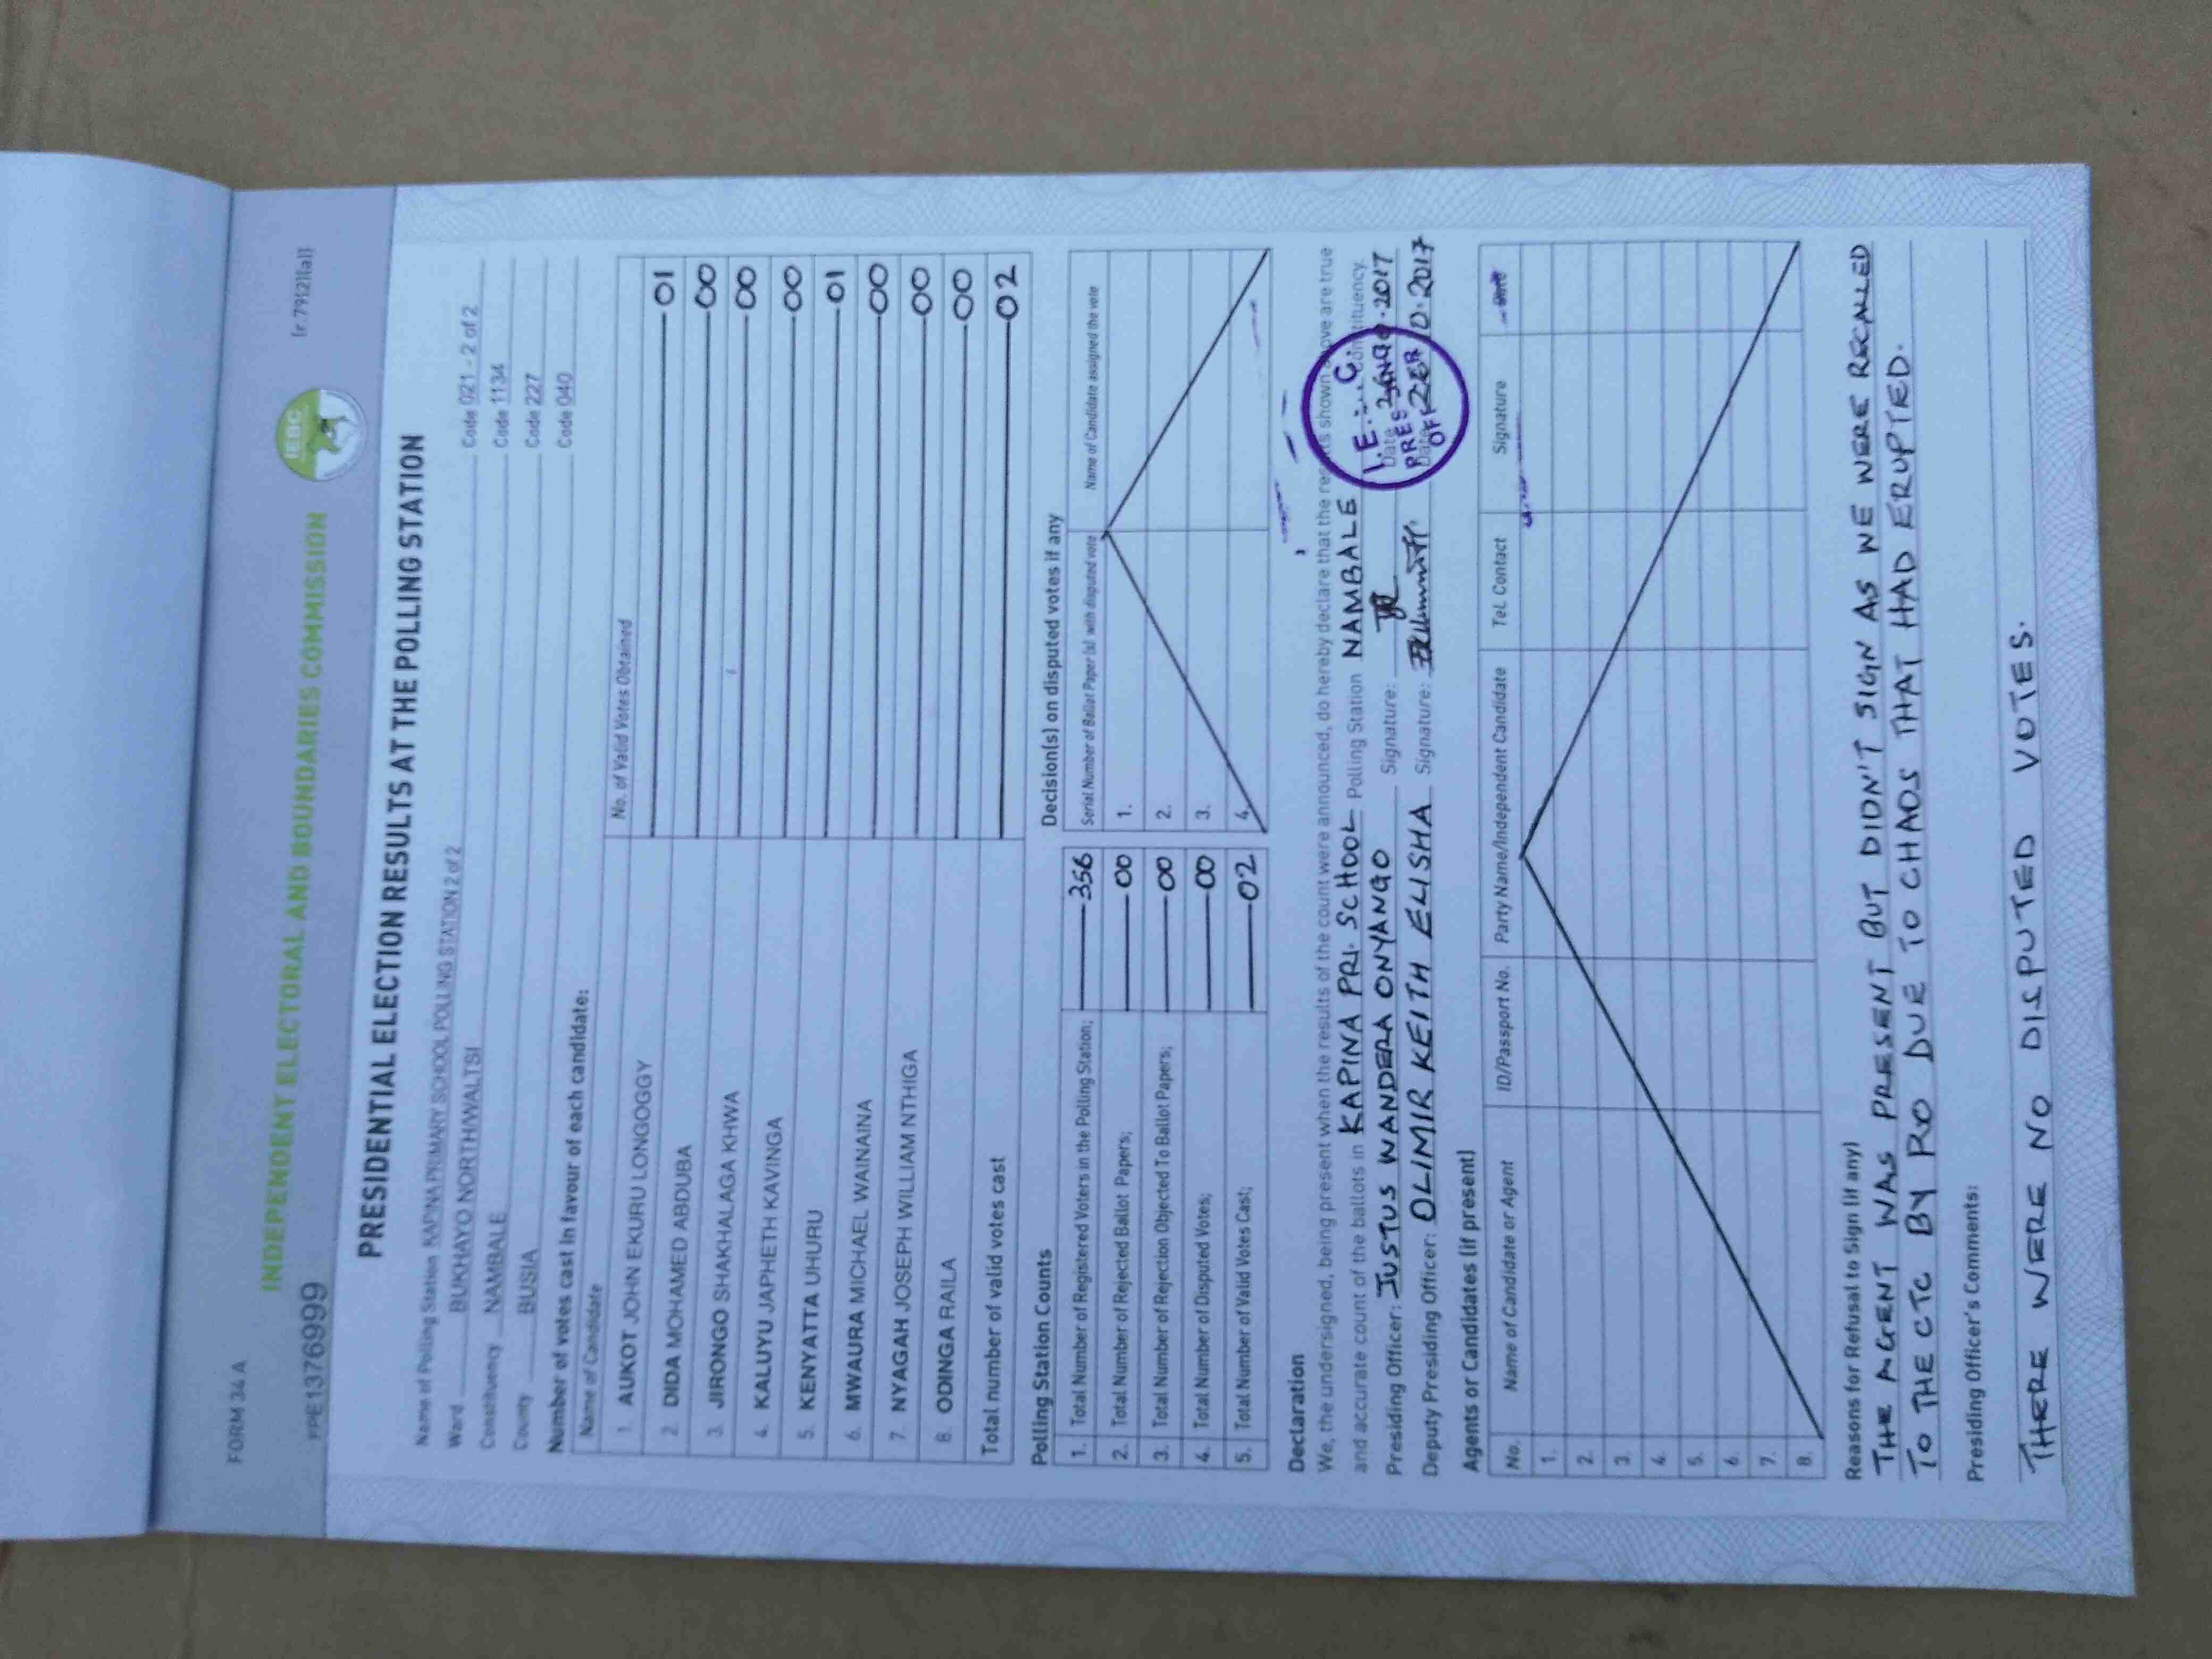 FORM 34 A
[r.79(2)(a)]
IEBC
INDEPENDENT ELECTORAL AND BOUNDARIES COMMISSION
PRESIDENTIAL ELECTION RESULTS AT THE POLLING STATION
Name of Polling Station KAPINA PRIMARY SCHOOL POLLING STATION 2 of 2 Code 021 - 2 of 2
Ward BUKHAYO NORTH/WALTSI Code 1134
Constituency NAMBALE Code 227
County BUSIA Code 040
Number of votes cast in favour of each candidate:
Name of Candidate No. of Valid Votes Obtained
1. AUKOT JOHN EKURU LONGOGGY 01
2. DIDA MOHAMED ABDUBA 00
3. JIRONGO SHAKHALAGA KHWA 00
4. KALUYU JAPHETH KAVINGA 00
5. KENYATTA UHURU 01
6. MWAURA MICHAEL WAINAINA 00
7. NYAGAH JOSEPH WILLIAM NTHIGA 00
8. ODINGA RAILA 00
Total number of valid votes cast 02
Polling Station Counts
1. Total Number of Registered Voters in the Polling Station; 356
2. Total Number of Rejected Ballot Papers; 00
3. Total Number of Rejection Objected To Ballot Papers; 00
4. Total Number of Disputed Votes; 00
5. Total Number of Valid Votes Cast; 02
Decision(s) on disputed votes if any
Serial Number of Ballot Paper (s) with disputed vote Name of Candidate assigned the vote
1.
2.
3.
4.
Declaration
We, the undersigned, being present when the results of the count were announced, do hereby declare that the results shown above are true
and accurate count of the ballots in KAPINA PRI. SCHOOL Polling Station NAMBALE Constituency.
Presiding Officer: JUSTUS WANDERA ONYANGO Signature: Date 2017
Deputy Presiding Officer: OLIMIR KEITH ELISHA Signature: Date 2017
I.E. C.
PRES
OFF
Agents or Candidates (if present)
No. Name of Candidate or Agent ID/Passport No. Party Name/Independent Candidate Tel. Contact Signature Date
1.
2.
3.
4.
5.
6.
7.
8.
Reasons for Refusal to Sign (if any)
THE AGENT WAS PRESENT BUT DIDN'T SIGN AS WE WERE RECALLED
TO THE CTC BY RO DUE TO CHAOS THAT HAD ERUPTED.
Presiding Officer's Comments:
THERE WERE NO DISPUTED VOTES.